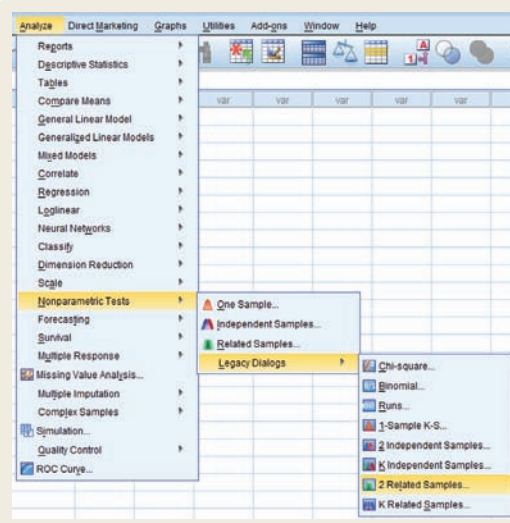 Analyze Direct Marketing Graphs Utilities Add-ons Window Help
var var var var var
Reports
Descriptive Statistics
Tables
Compare Means
General Linear Model
Generalized Linear Models
Mixed Models
Correlate
Regression
Loglinear
Neural Networks
Classify
Dimension Reduction
Scale
Nonparametric Tests
Forecasting
Survival
Multiple Response
Missing Value Analysis...
Multiple Imputation
Complex Samples
Simulation...
Quality Control
ROC Curve...
One Sample...
Independent Samples...
Related Samples...
Legacy Dialogs
Chi-square...
Binomial...
Runs...
1-Sample K-S...
2 Independent Samples...
K Independent Samples...
2 Related Samples...
K Related Samples...